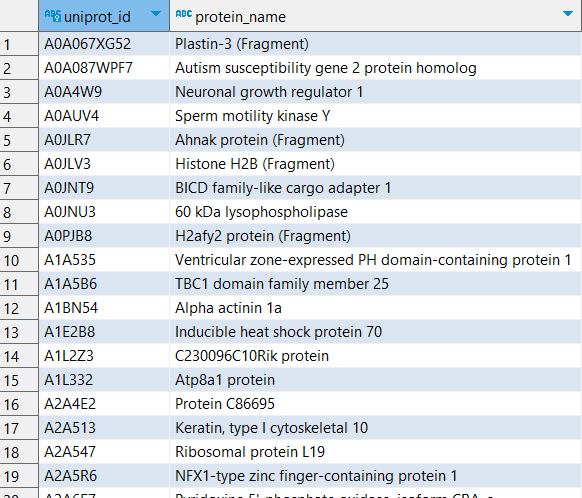 uniprot_id protein_name
1 A0A067XG52 Plastin-3 (Fragment)
2 A0A087WPF7 Autism susceptibility gene 2 protein homolog
3 A0A4W9 Neuronal growth regulator 1
4 A0AUV4 Sperm motility kinase Y
5 A0JLR7 Ahnak protein (Fragment)
6 A0JLV3 Histone H2B (Fragment)
7 A0JNT9 BICD family-like cargo adapter 1
8 A0JNU3 60 kDa lysophospholipase
9 A0PJB8 H2afy2 protein (Fragment)
10 A1A535 Ventricular zone-expressed PH domain-containing protein 1
11 A1A5B6 TBC1 domain family member 25
12 A1BN54 Alpha actinin 1a
13 A1E2B8 Inducible heat shock protein 70
14 A1L2Z3 C230096C10Rik protein
15 A1L332 Atp8a1 protein
16 A2A4E2 Protein C86695
17 A2A513 Keratin, type I cytoskeletal 10
18 A2A547 Ribosomal protein L19
19 A2A5R6 NFX1-type zinc finger-containing protein 1